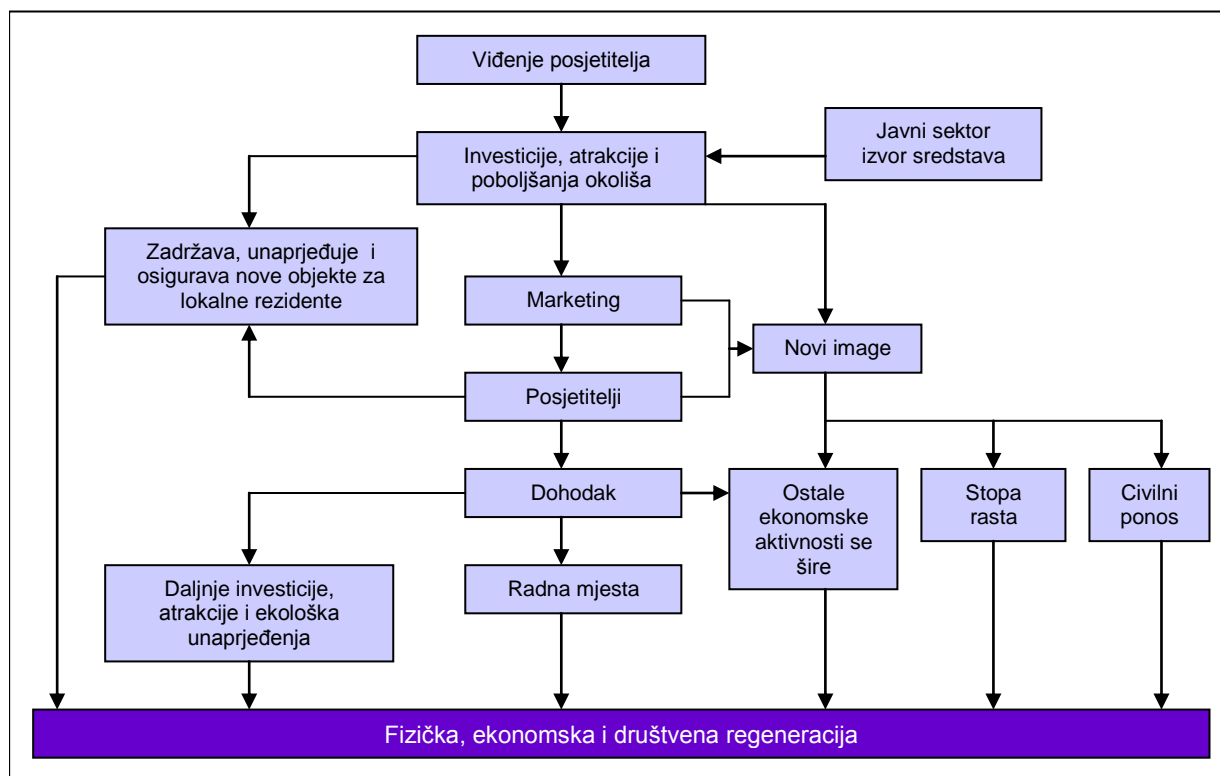 Viđenje posjetitelja
Javni sektor
izvor sredstava
Investicije, atrakcije i
poboljšanja okoliša
Zadržava, unaprjeđuje i
osigurava nove objekte za
lokalne rezidente
Marketing
Novi image
Posjetitelji
Dohodak
Ostale
ekonomske
aktivnosti se
šire
Stopa
rasta
Civilni
ponos
Daljnje investicije,
atrakcije i ekološka
unaprjeđenja
Radna mjesta
Fizička, ekonomska i društvena regeneracija